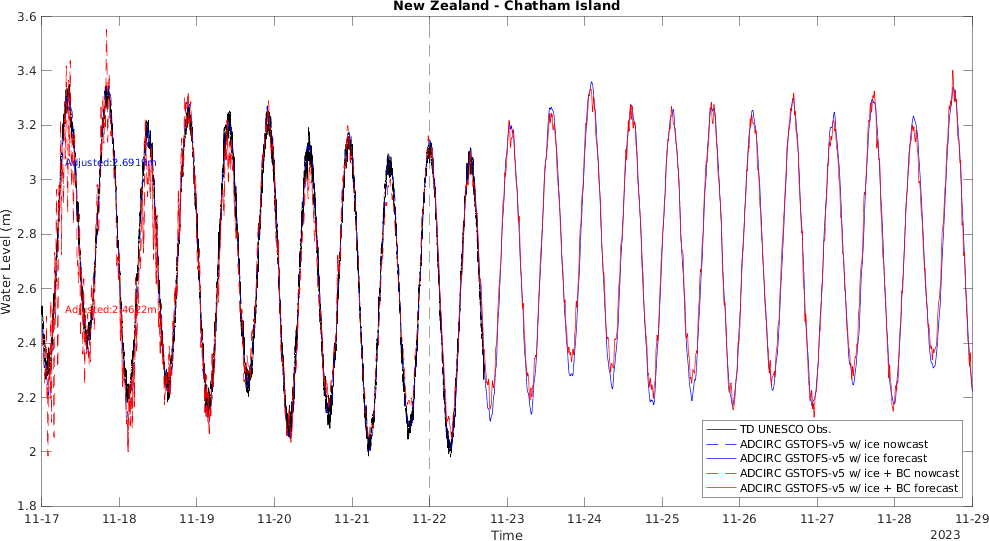 New Zealand - Chatham Island
3.6
3.4
3.2
3
2.8
2.6
2.4
2.2
2
1.8
Water Level (m)
Adjusted:2.6919m
Adjusted:2.4622m
TD UNESCO Obs.
ADCIRC GSTOFS-v5 w/ ice nowcast
ADCIRC GSTOFS-v5 w/ ice forecast
ADCIRC GSTOFS-v5 w/ ice + BC nowcast
ADCIRC GSTOFS-v5 w/ ice + BC forecast
11-17 11-18 11-19 11-20 11-21 11-22 11-23 11-24 11-25 11-26 11-27 11-28 11-29
Time
2023